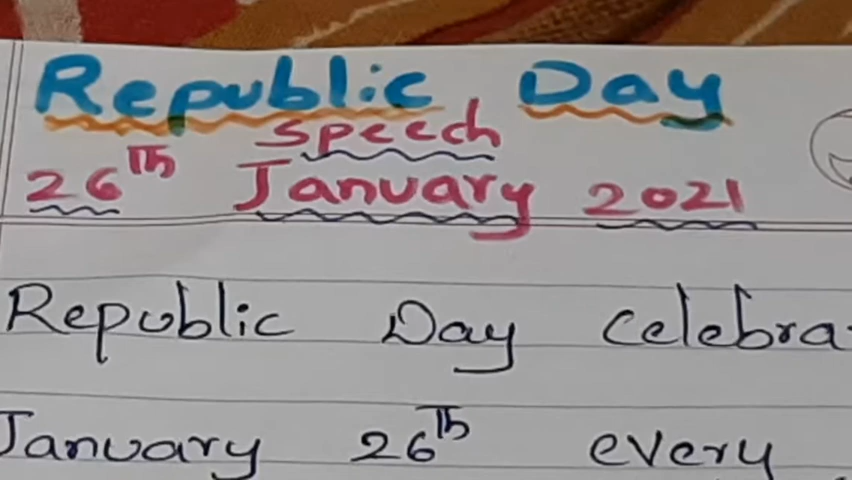 Republic Day
Speech
26th January 2021
Republic Day Celebra
January 26th every